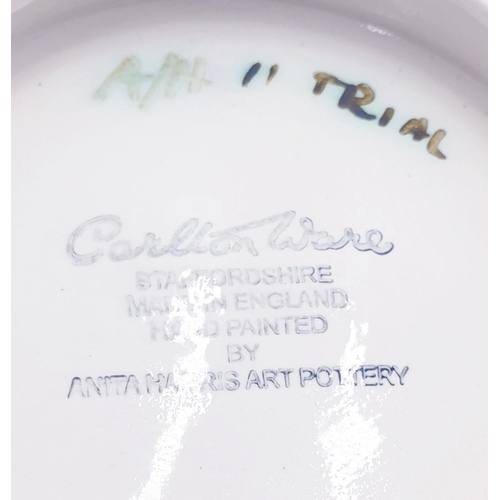 A/H 11 TRIAL
Carlton Ware
STAFFORDSHIRE
MADE IN ENGLAND
HAND PAINTED
BY
ANITA HARRIS ART POTTERY